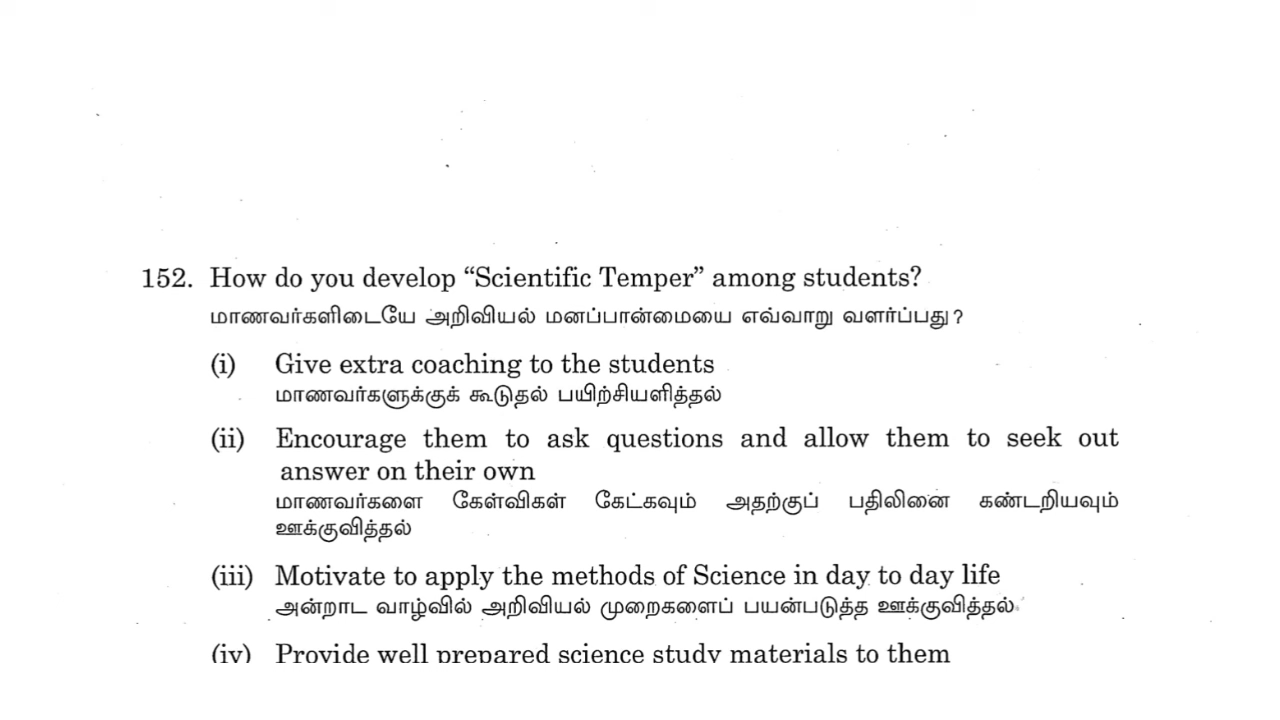 152. How do you develop “Scientific Temper” among students?
மாணவர்களிடையே அறிவியல் மனப்பான்மையை எவ்வாறு வளர்ப்பது?
(i) Give extra coaching to the students
மாணவர்களுக்குக் கூடுதல் பயிற்சியளித்தல்
(ii) Encourage them to ask questions and allow them to seek out
answer on their own
மாணவர்களை கேள்விகள் கேட்கவும் அதற்குப் பதிலினை கண்டறியவும்
ஊக்குவித்தல்
(iii) Motivate to apply the methods of Science in day to day life
அன்றாட வாழ்வில் அறிவியல் முறைகளைப் பயன்படுத்த ஊக்குவித்தல்
(iv) Provide well prepared science study materials to them